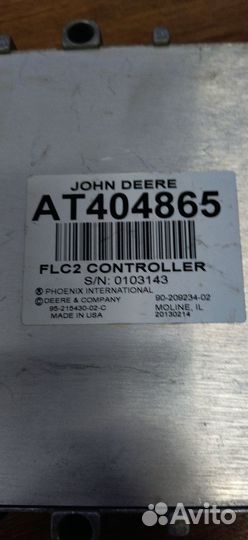 JOHN DEERE
AT404865
FLC2 CONTROLLER
S/N: 0103143
® PHOENIX INTERNATIONAL
© DEERE & COMPANY 90-209234-02
95-215430-02-C MOLINE, IL
MADE IN USA 20130214
Avito